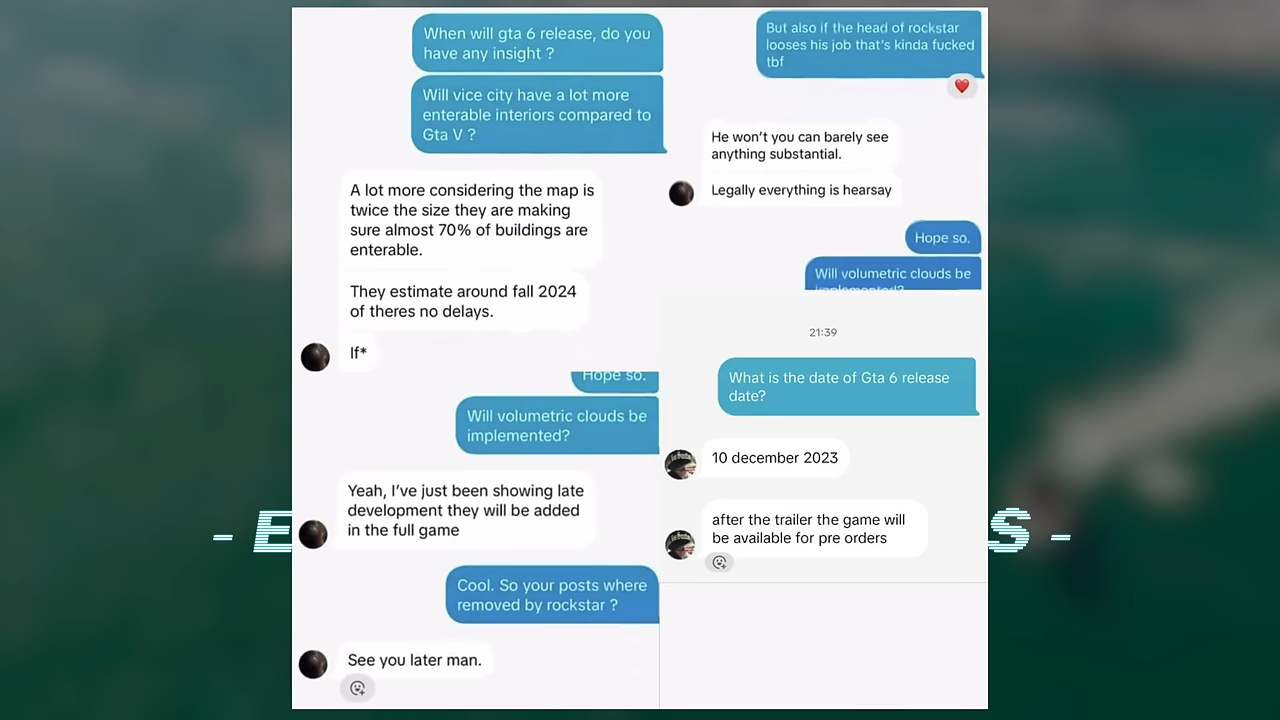 When will gta 6 release, do you
have any insight ?
Will vice city have a lot more
enterable interiors compared to
Gta V ?
A lot more considering the map is
twice the size they are making
sure almost 70% of buildings are
enterable.
They estimate around fall 2024
of theres no delays.
If*
Hope so.
Will volumetric clouds be
implemented?
Yeah, I've just been showing late
development they will be added
in the full game
Cool. So your posts where
removed by rockstar ?
See you later man.
But also if the head of rockstar
looses his job that's kinda fucked
tbf
He won't you can barely see
anything substantial.
Legally everything is hearsay
Hope so.
Will volumetric clouds be
implemented?
21:39
What is the date of Gta 6 release
date?
10 december 2023
after the trailer the game will
be available for pre orders
- E
S -